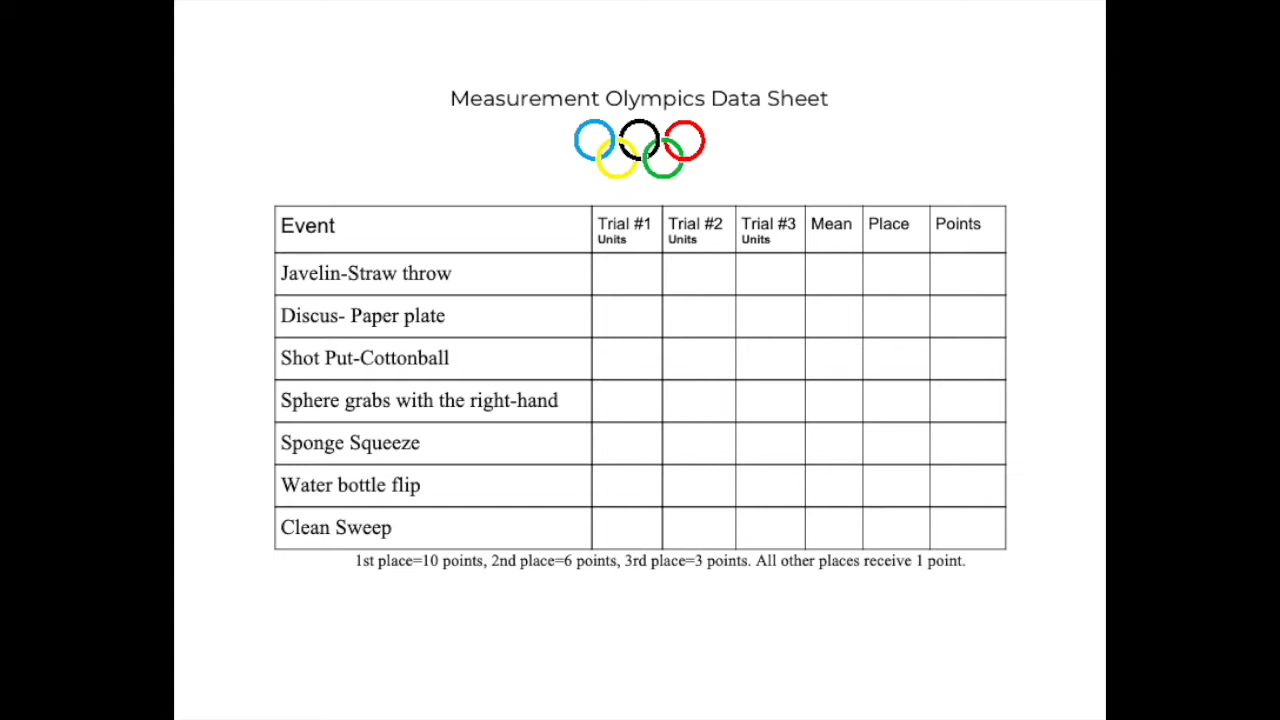 Measurement Olympics Data Sheet
Event Trial #1 Trial #2 Trial #3 Mean Place Points
Units Units Units
Javelin-Straw throw
Discus- Paper plate
Shot Put-Cottonball
Sphere grabs with the right-hand
Sponge Squeeze
Water bottle flip
Clean Sweep
1st place=10 points, 2nd place=6 points, 3rd place=3 points. All other places receive 1 point.